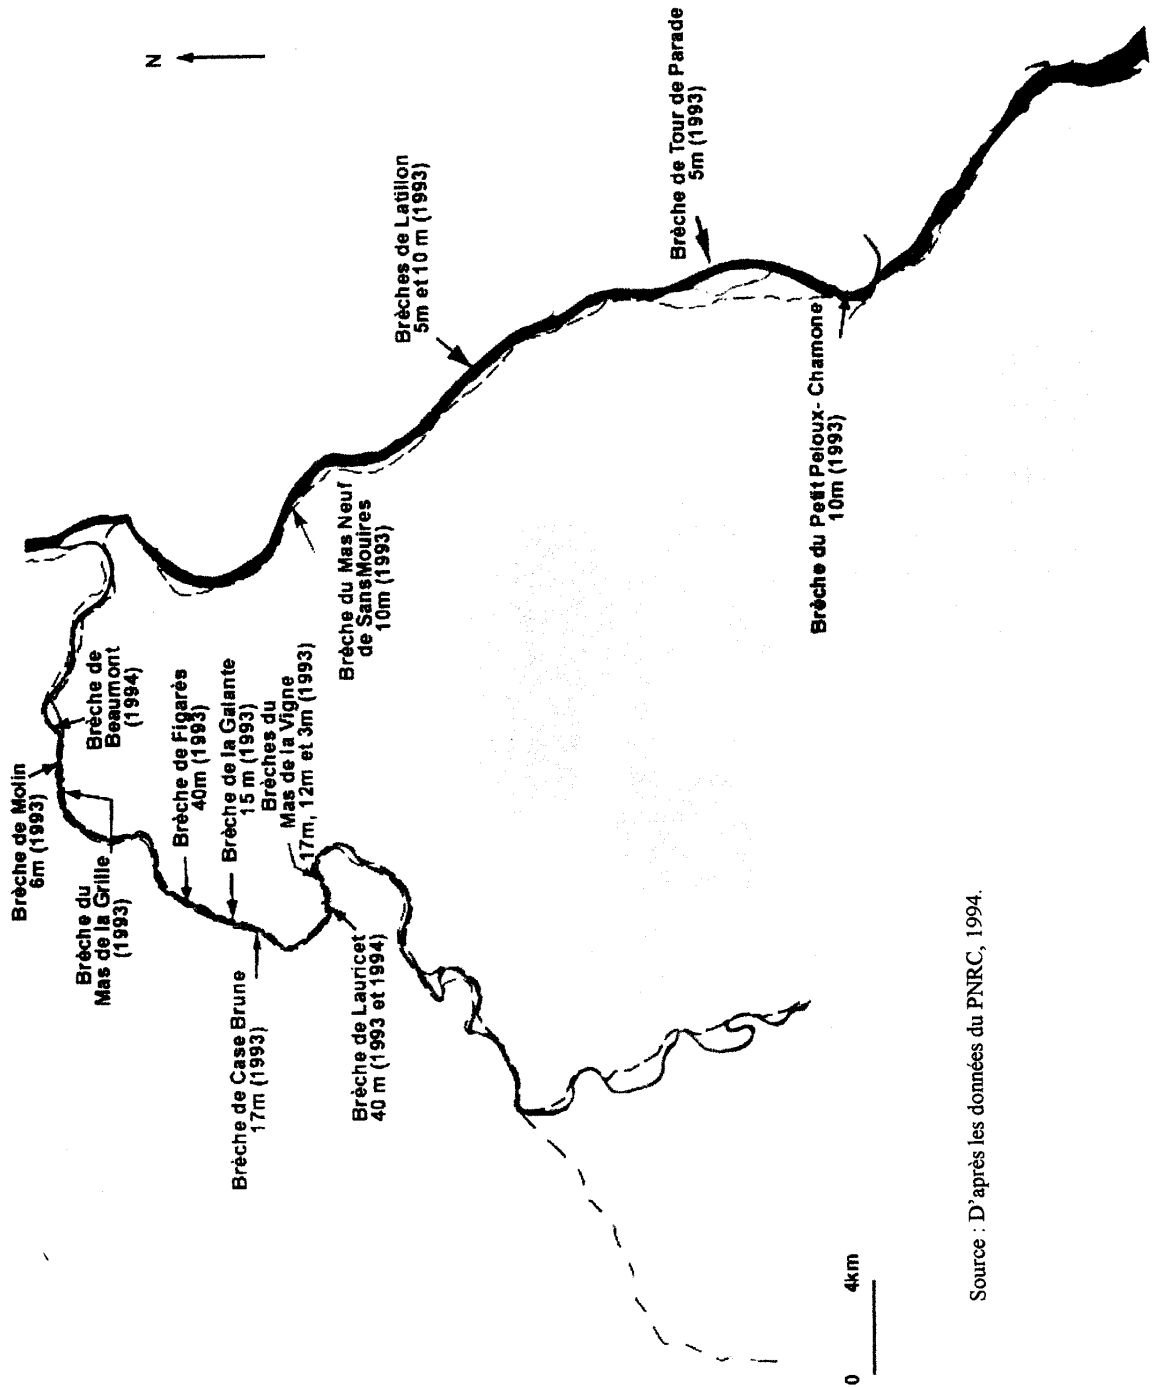 N
Brèche de Molin
6m (1993)
Brèche du
Mas de la Grille
(1993)
Brèche de
Beaumont
(1994)
Brèche de Figarès
40m (1993)
Brèche de la Galante
15 m (1993)
Brèches du
Mas de la Vigne
17m, 12m et 3m (1993)
Brèche de Case Brune
17m (1993)
Brèche de Lauricet
40 m (1993 et 1994)
Brèche du Mas Neuf
de Sans Mouires
10m (1993)
Brèches de Latillon
5m et 10 m (1993)
Brèche de Tour de Parade
5m (1993)
Brèche du Petit Peloux- Chamone
10m (1993)
0 4km
Source : D'après les données du PNRC, 1994.